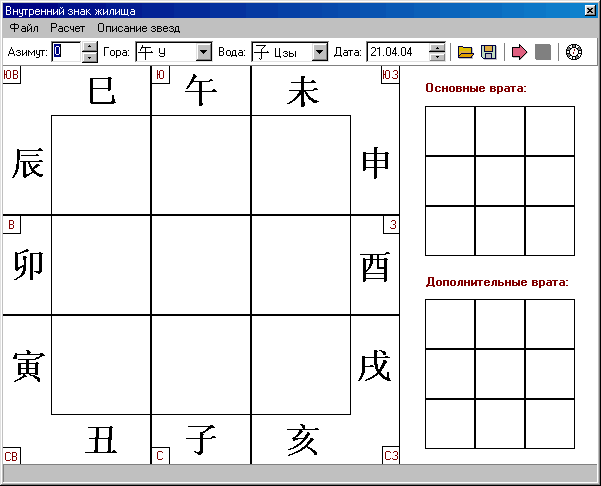 Внутренний знак жилища
Файл Расчет Описание звезд
Азимут: 0 Гора: 午 У Вода: 子 Цзы Дата: 21.04.04
ЮВ 巳 Ю 午 未 ЮЗ
Основные врата:
辰 申
В З
卯 酉
Дополнительные врата:
寅 戌
丑 子 亥
СВ С СЗ